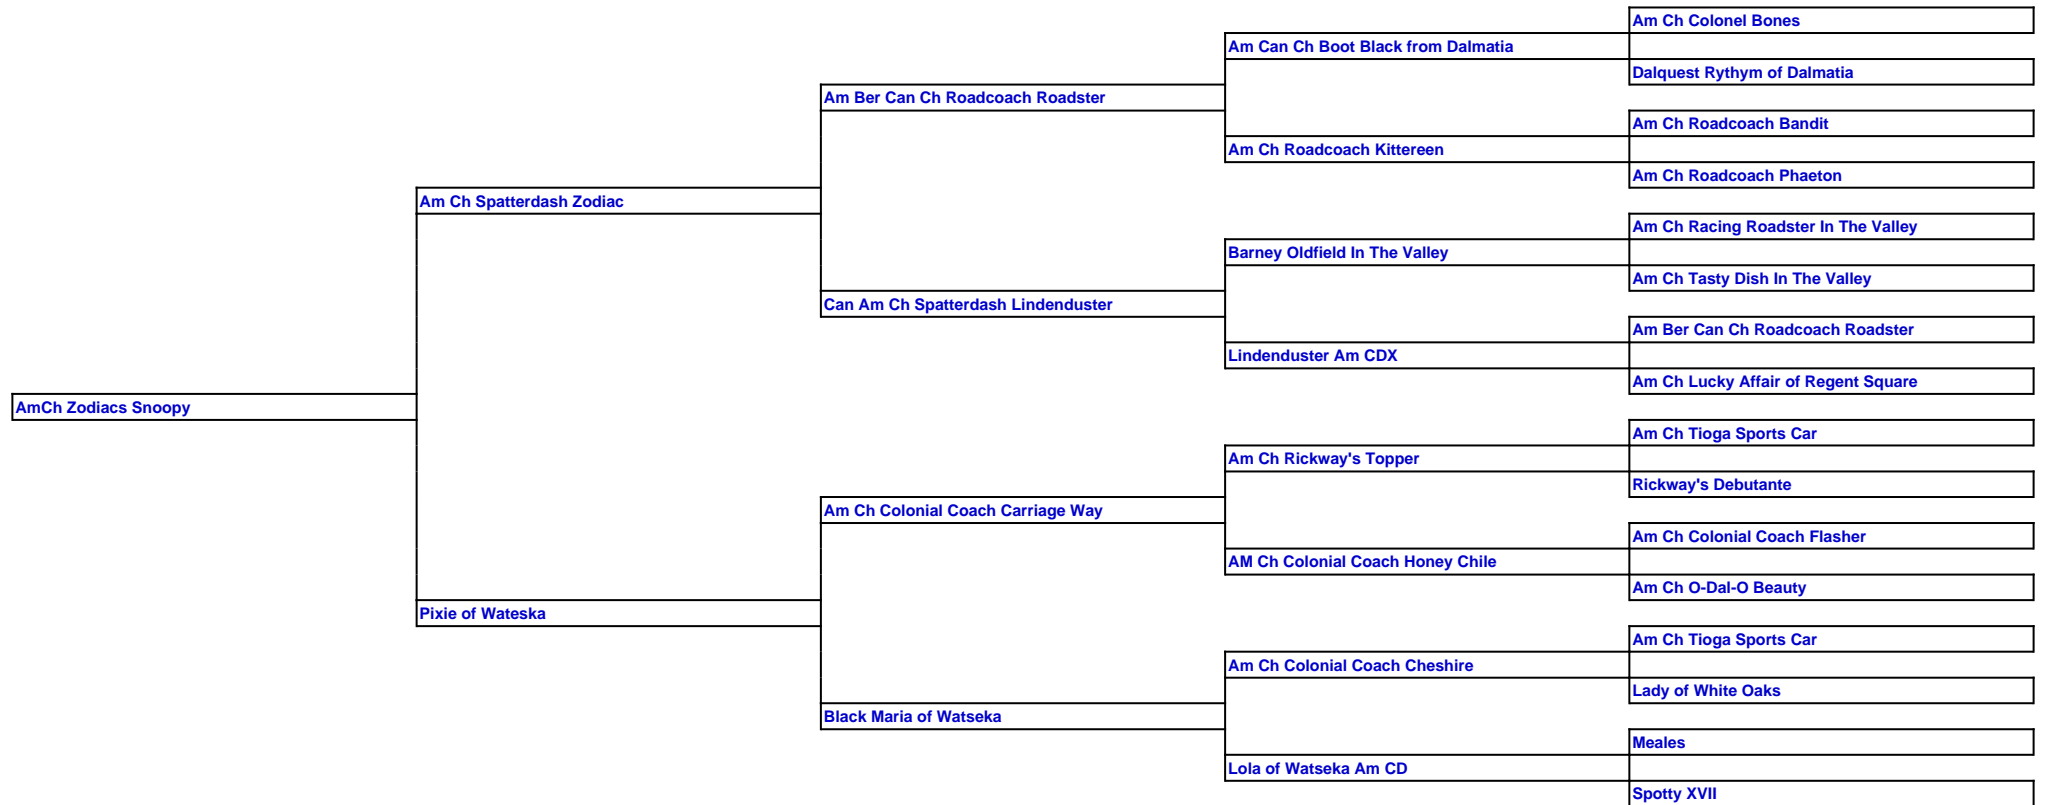 Am Ch Colonel Bones
Am Can Ch Boot Black from Dalmatia
Dalquest Rythym of Dalmatia
Am Ber Can Ch Roadcoach Roadster
Am Ch Roadcoach Bandit
Am Ch Roadcoach Kittereen
Am Ch Roadcoach Phaeton
Am Ch Spatterdash Zodiac
Am Ch Racing Roadster In The Valley
Barney Oldfield In The Valley
Am Ch Tasty Dish In The Valley
Can Am Ch Spatterdash Lindenduster
Am Ber Can Ch Roadcoach Roadster
Lindenduster Am CDX
Am Ch Lucky Affair of Regent Square
AmCh Zodiacs Snoopy
Am Ch Tioga Sports Car
Am Ch Rickway's Topper
Rickway's Debutante
Am Ch Colonial Coach Carriage Way
Am Ch Colonial Coach Flasher
AM Ch Colonial Coach Honey Chile
Am Ch O-Dal-O Beauty
Pixie of Wateska
Am Ch Tioga Sports Car
Am Ch Colonial Coach Cheshire
Lady of White Oaks
Black Maria of Watseka
Meales
Lola of Watseka Am CD
Spotty XVII